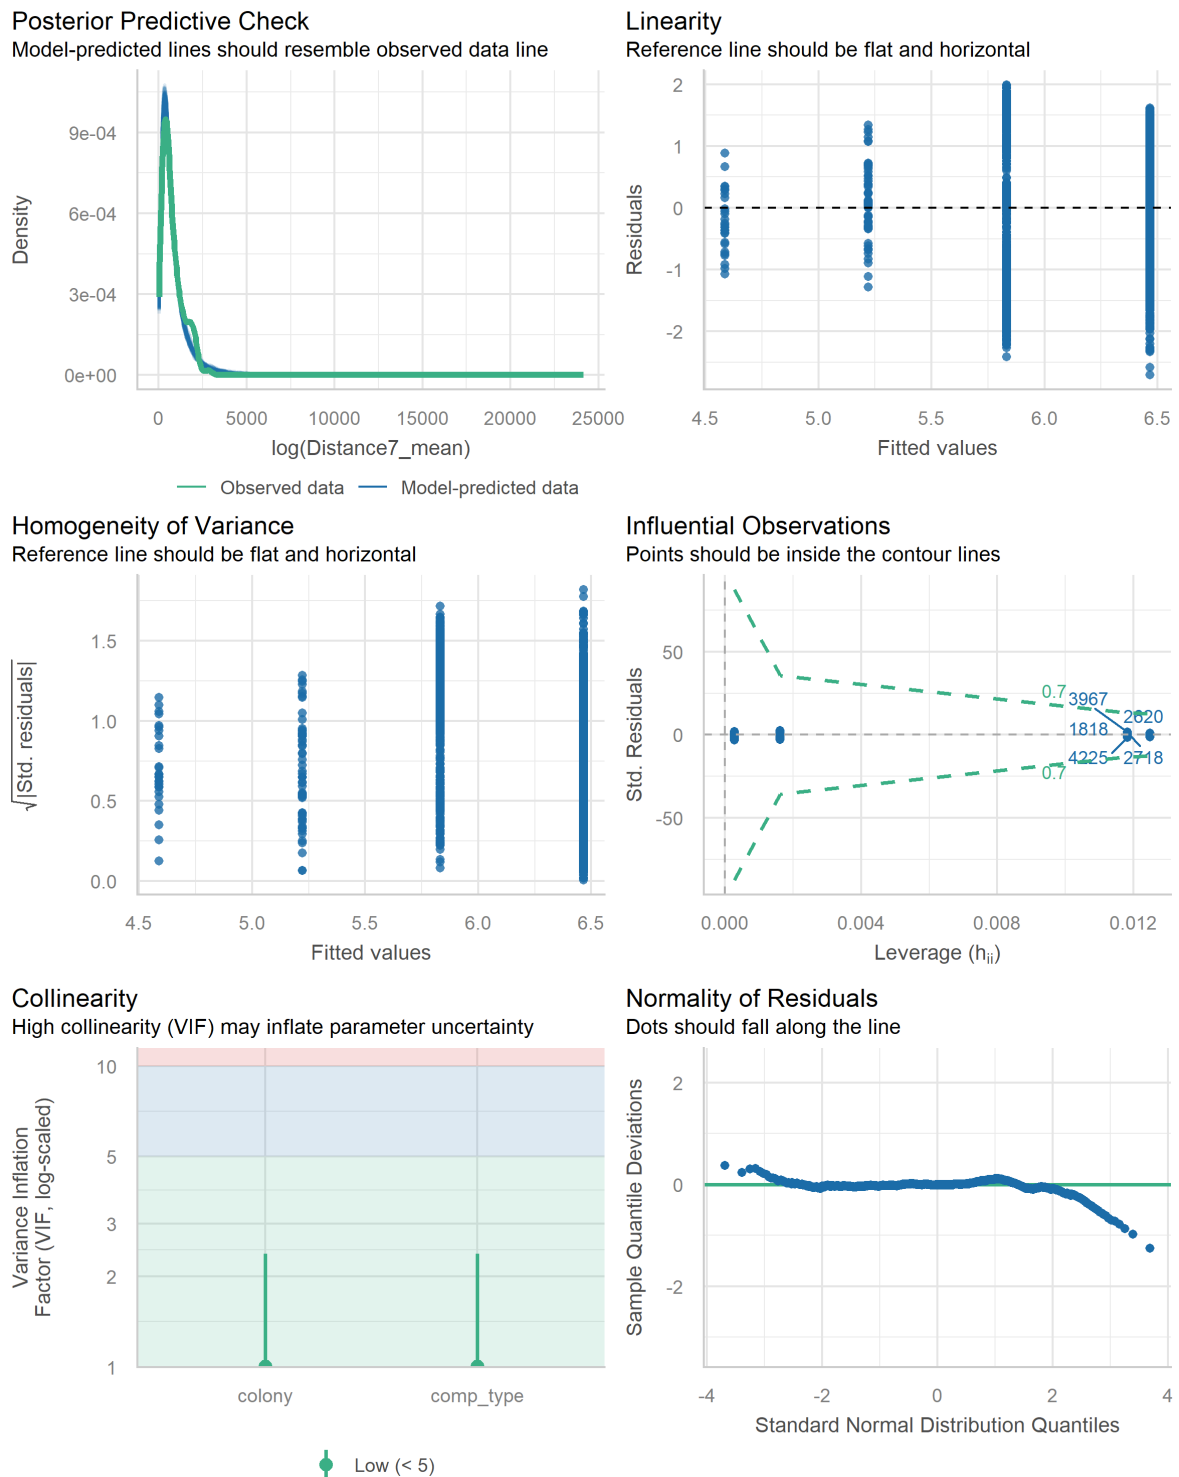 Posterior Predictive Check
Model-predicted lines should resemble observed data line
Density
9e-04
6e-04
3e-04
0e+00
0
5000
10000
15000
20000
25000
log(Distance7_mean)
Observed data
Model-predicted data
Linearity
Reference line should be flat and horizontal
Residuals
2
1
0
-1
-2
4.5
5.0
5.5
6.0
6.5
Fitted values
Homogeneity of Variance
Reference line should be flat and horizontal
√|Std. residuals|
1.5
1.0
0.5
0.0
4.5
5.0
5.5
6.0
6.5
Fitted values
Influential Observations
Points should be inside the contour lines
Std. Residuals
50
0
-50
0.7
3967
2620
1818
4225
2718
0.7
0.000
0.004
0.008
0.012
Leverage (hii)
Collinearity
High collinearity (VIF) may inflate parameter uncertainty
Variance Inflation
Factor (VIF, log-scaled)
10
5
3
2
1
colony
comp_type
Low (< 5)
Normality of Residuals
Dots should fall along the line
Sample Quantile Deviations
2
0
-2
-4
-2
0
2
4
Standard Normal Distribution Quantiles